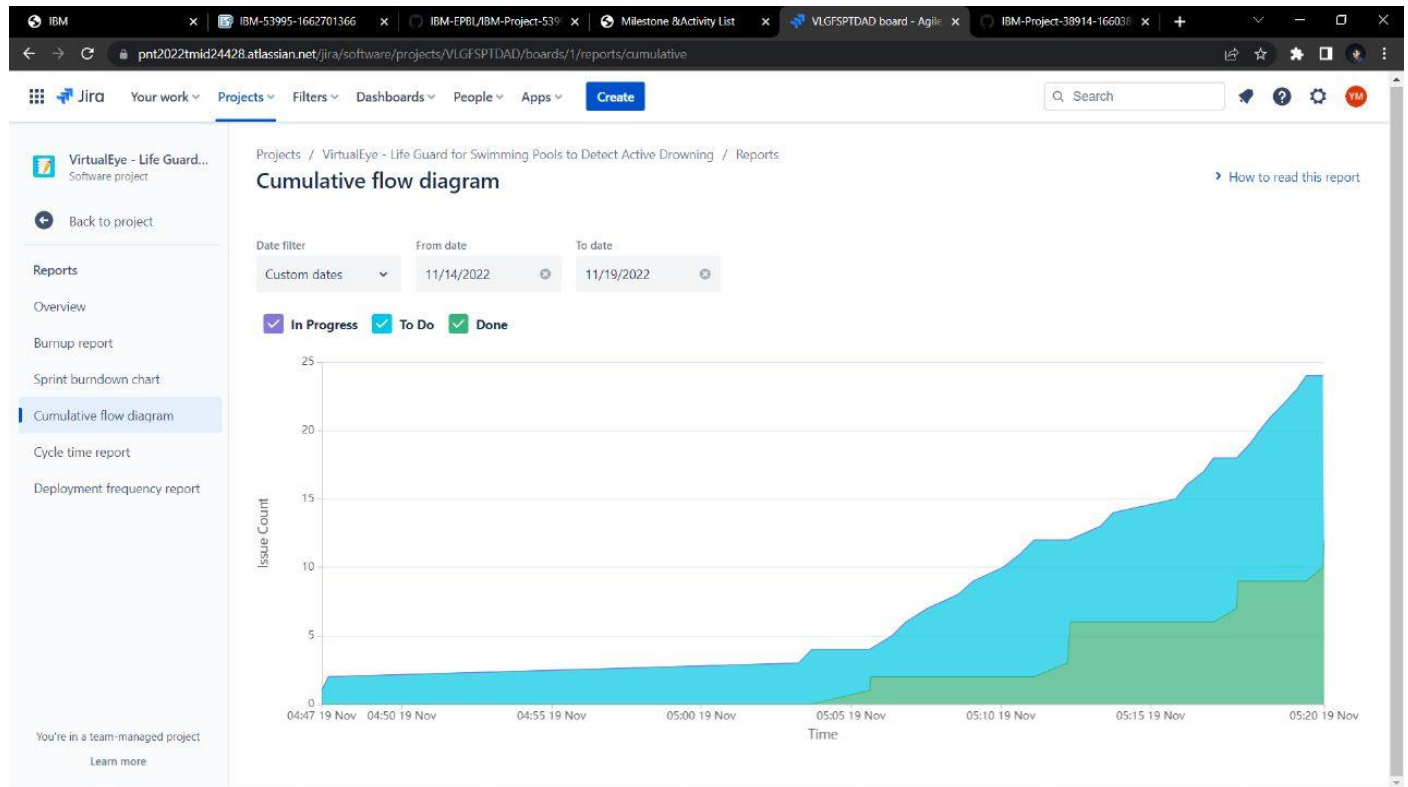 IBM
IBM-53995-1662701366
IBM-EPBL/IBM-Project-539
Milestone &Activity List
VLGFSPTDAD board - Agile
IBM-Project-38914-166038
pnt2022tmid24428.atlassian.net/jira/software/projects/VLGFSPTDAD/boards/1/reports/cumulative
Jira Your work Projects Filters Dashboards People Apps Create Search YM
VirtualEye - Life Guard...
Software project
Back to project
Reports
Overview
Burnup report
Sprint burndown chart
Cumulative flow diagram
Cycle time report
Deployment frequency report
You're in a team-managed project
Learn more
Projects / VirtualEye - Life Guard for Swimming Pools to Detect Active Drowning / Reports
Cumulative flow diagram
How to read this report
Date filter From date To date
Custom dates 11/14/2022 11/19/2022
In Progress To Do Done
25
20
15
10
5
0
Issue Count
04:47 19 Nov 04:50 19 Nov 04:55 19 Nov 05:00 19 Nov 05:05 19 Nov 05:10 19 Nov 05:15 19 Nov 05:20 19 Nov
Time